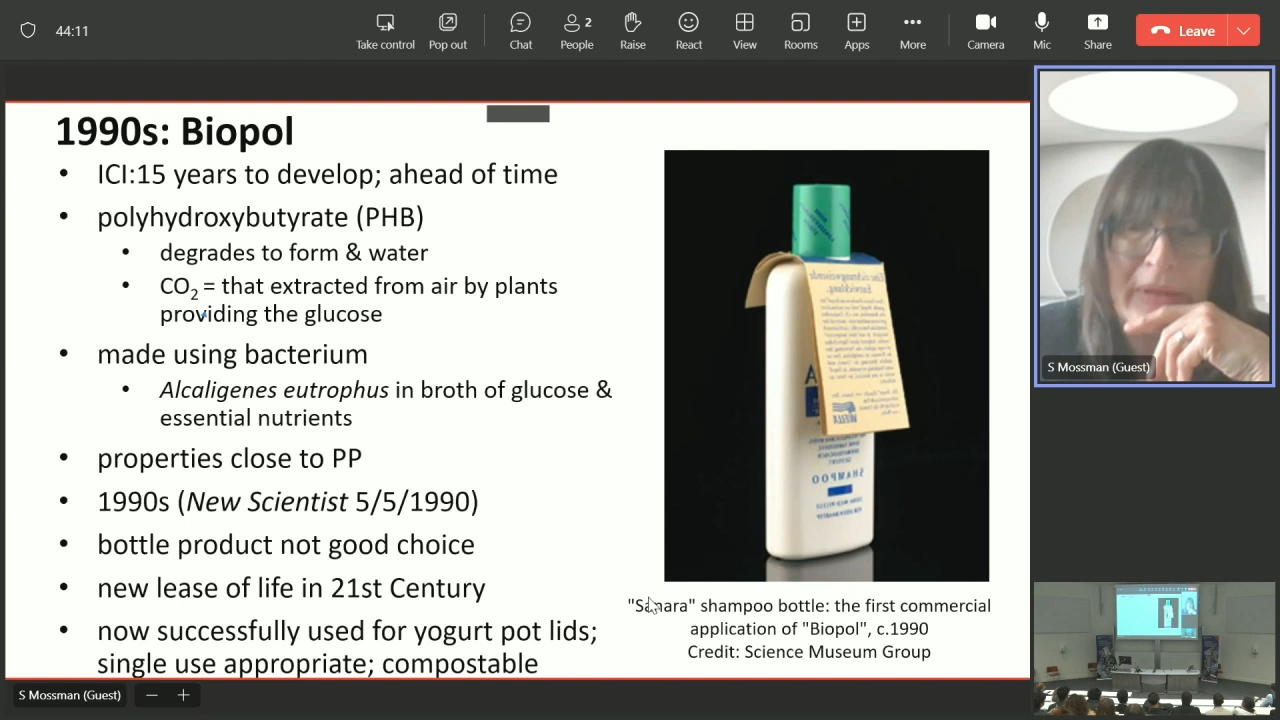 44:11
Take control
Pop out
Chat
People
2
Raise
React
View
Rooms
Apps
More
Camera
Mic
Share
Leave
1990s: Biopol
• ICI:15 years to develop; ahead of time
• polyhydroxybutyrate (PHB)
• degrades to form & water
• CO₂ = that extracted from air by plants
providing the glucose
• made using bacterium
• Alcaligenes eutrophus in broth of glucose &
essential nutrients
• properties close to PP
• 1990s (New Scientist 5/5/1990)
• bottle product not good choice
• new lease of life in 21st Century
• now successfully used for yogurt pot lids;
single use appropriate; compostable
Eine richtungweisende
Entwicklung.
WELLA
SHAMPOO
"Sanara" shampoo bottle: the first commercial
application of "Biopol", c.1990
Credit: Science Museum Group
S Mossman (Guest)
S Mossman (Guest)